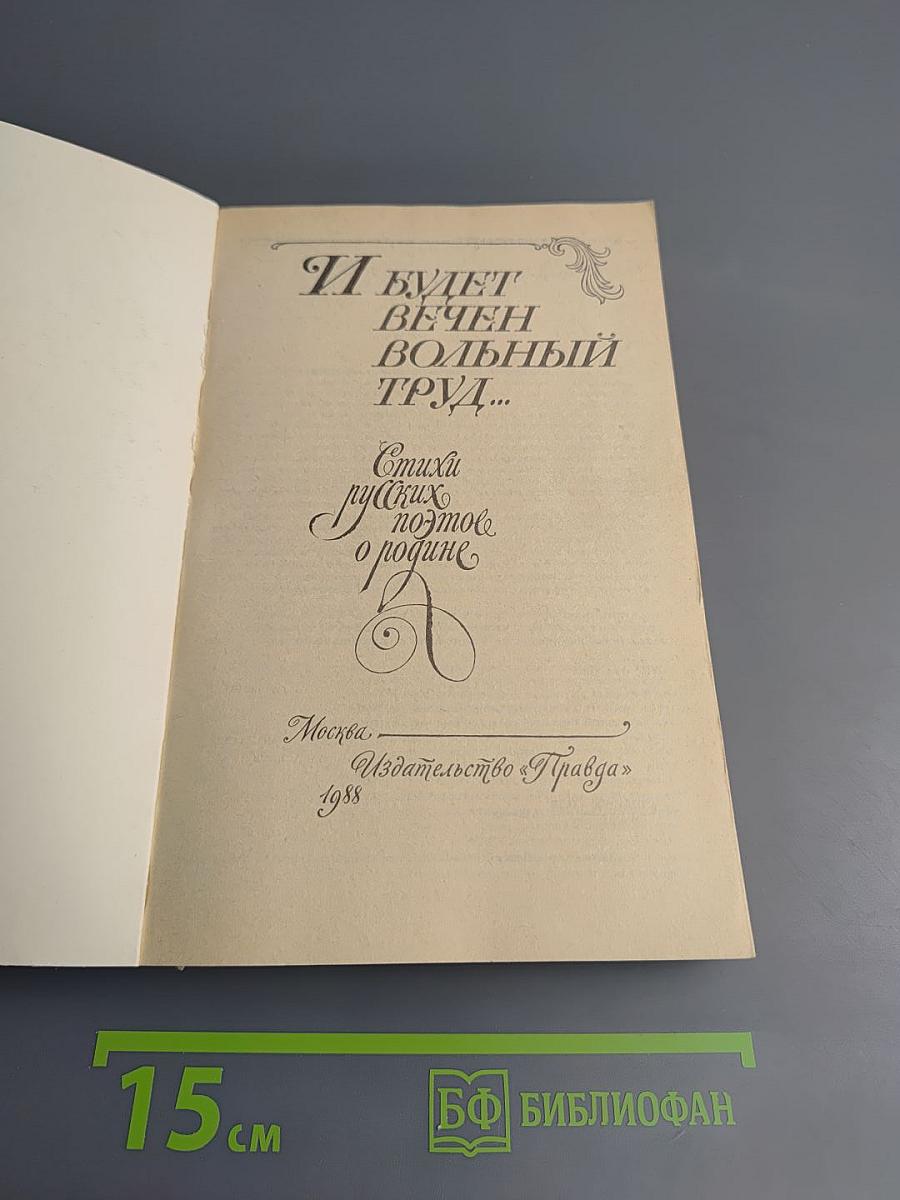 И БУДЕТ
ВЕЧЕН
ВОЛЬНЫЙ
ТРУД...
Стихи
русских
поэтов
о родине
Москва
Издательство «Правда»
1988
15 см
БФ БИБЛИОФАН